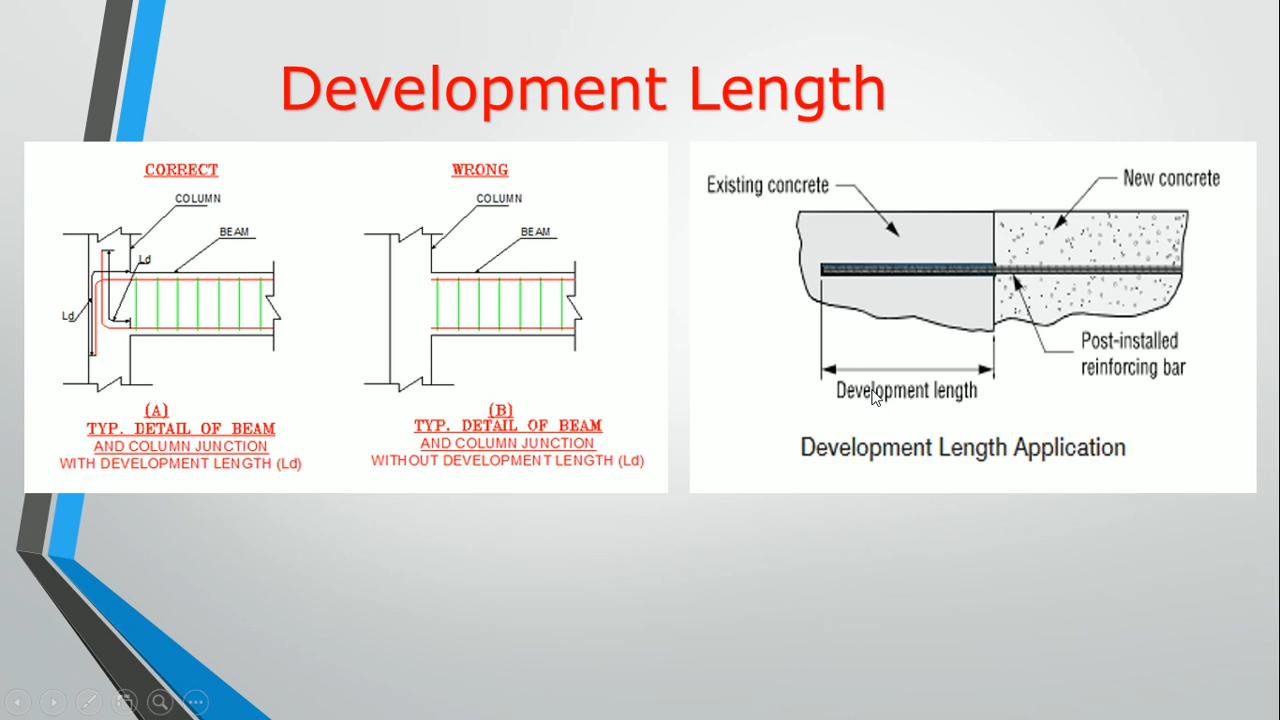 Development Length
CORRECT
COLUMN
BEAM
Ld
Ld
(A)
TYP. DETAIL OF BEAM
AND COLUMN JUNCTION
WITH DEVELOPMENT LENGTH (Ld)
WRONG
COLUMN
BEAM
(B)
TYP. DETAIL OF BEAM
AND COLUMN JUNCTION
WITHOUT DEVELOPMENT LENGTH (Ld)
Existing concrete
New concrete
Post-installed
reinforcing bar
Development length
Development Length Application